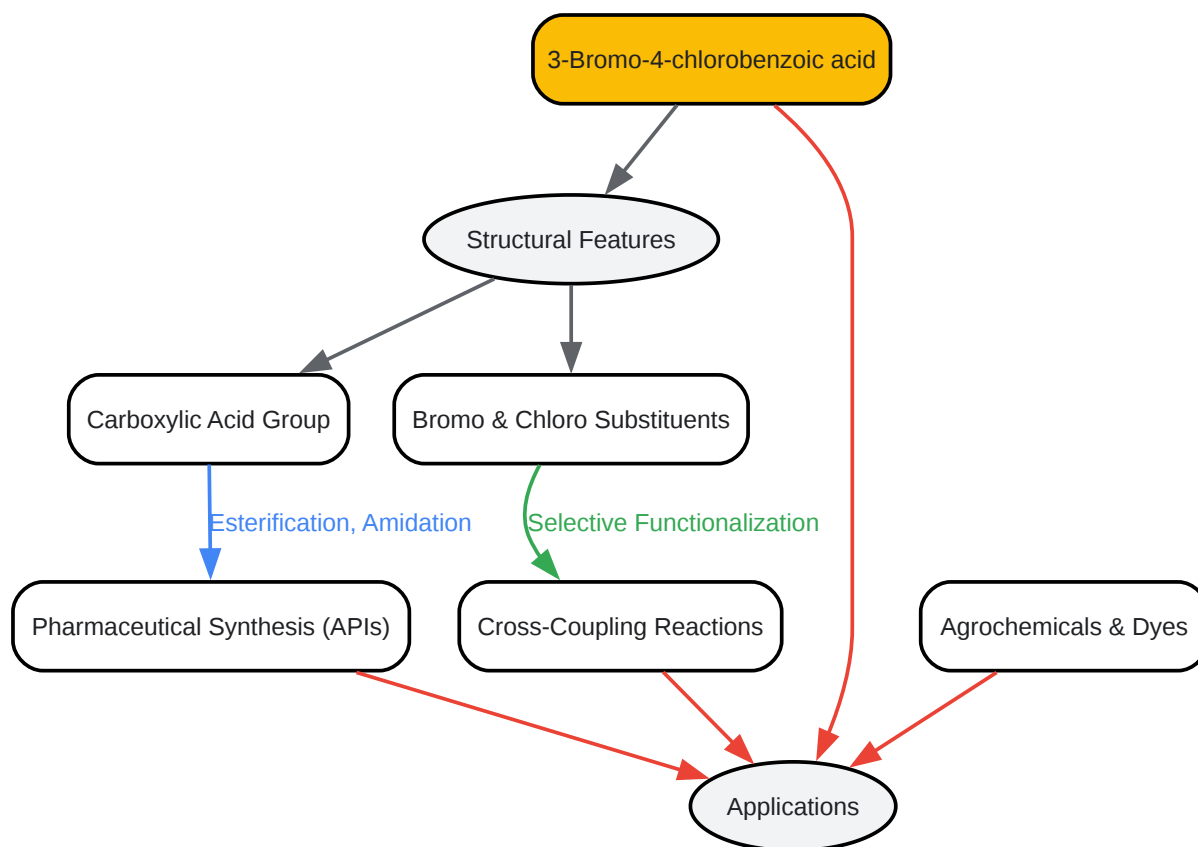 3-Bromo-4-chlorobenzoic acid
Structural Features
Carboxylic Acid Group
Bromo & Chloro Substituents
Esterification, Amidation
Selective Functionalization
Pharmaceutical Synthesis (APIs)
Cross-Coupling Reactions
Agrochemicals & Dyes
Applications